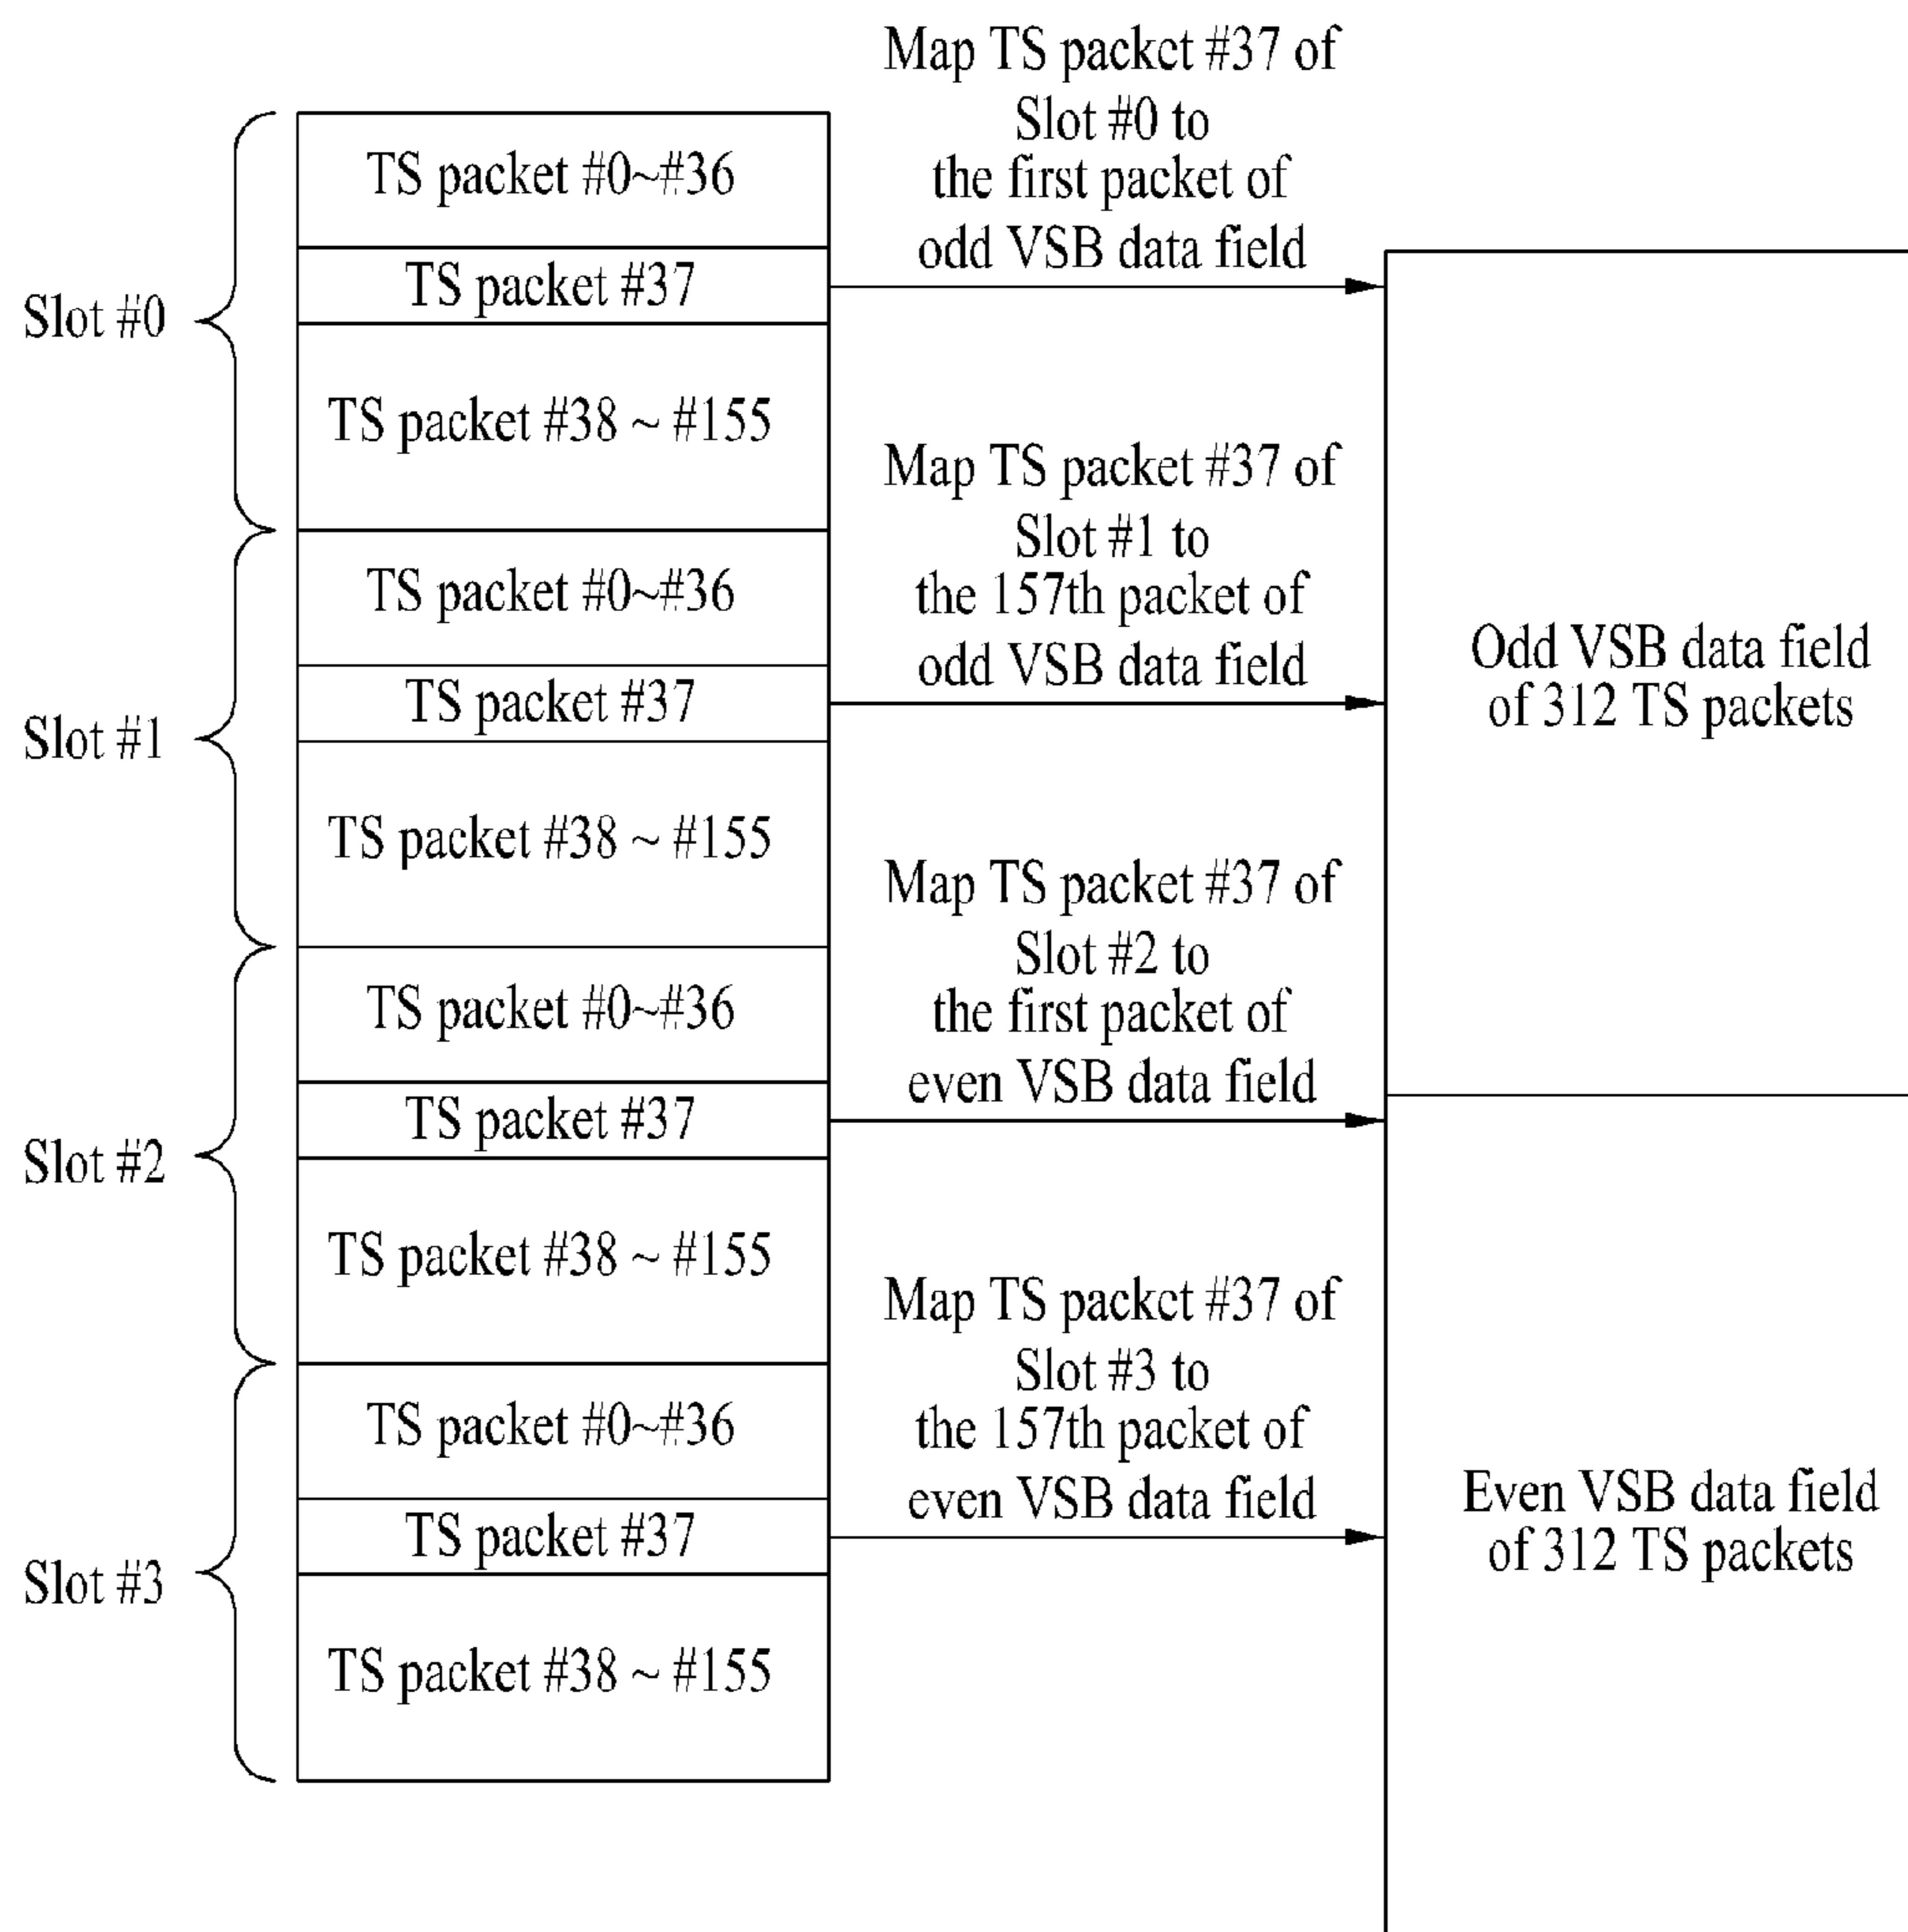 Slot #0
TS packet #0~#36
TS packet #37
TS packet #38 ~ #155
Slot #1
TS packet #0~#36
TS packet #37
TS packet #38 ~ #155
Slot #2
TS packet #0~#36
TS packet #37
TS packet #38 ~ #155
Slot #3
TS packet #0~#36
TS packet #37
TS packet #38 ~ #155
Map TS packet #37 of
Slot #0 to
the first packet of
odd VSB data field
Map TS packet #37 of
Slot #1 to
the 157th packet of
odd VSB data field
Map TS packet #37 of
Slot #2 to
the first packet of
even VSB data field
Map TS packet #37 of
Slot #3 to
the 157th packet of
even VSB data field
Odd VSB data field
of 312 TS packets
Even VSB data field
of 312 TS packets